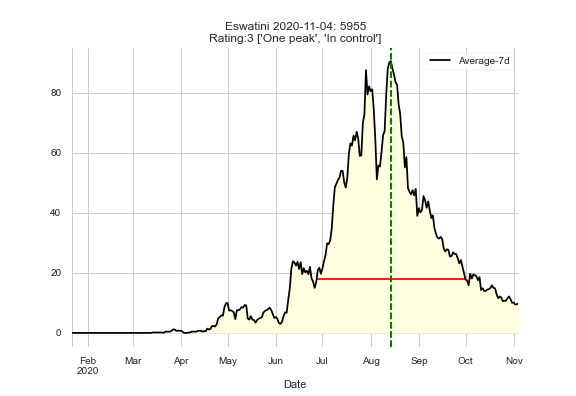 Eswatini 2020-11-04: 5955
Rating:3 ['One peak', 'In control']
Average-7d
80
60
40
20
0
Feb Mar Apr May Jun Jul Aug Sep Oct Nov
2020
Date